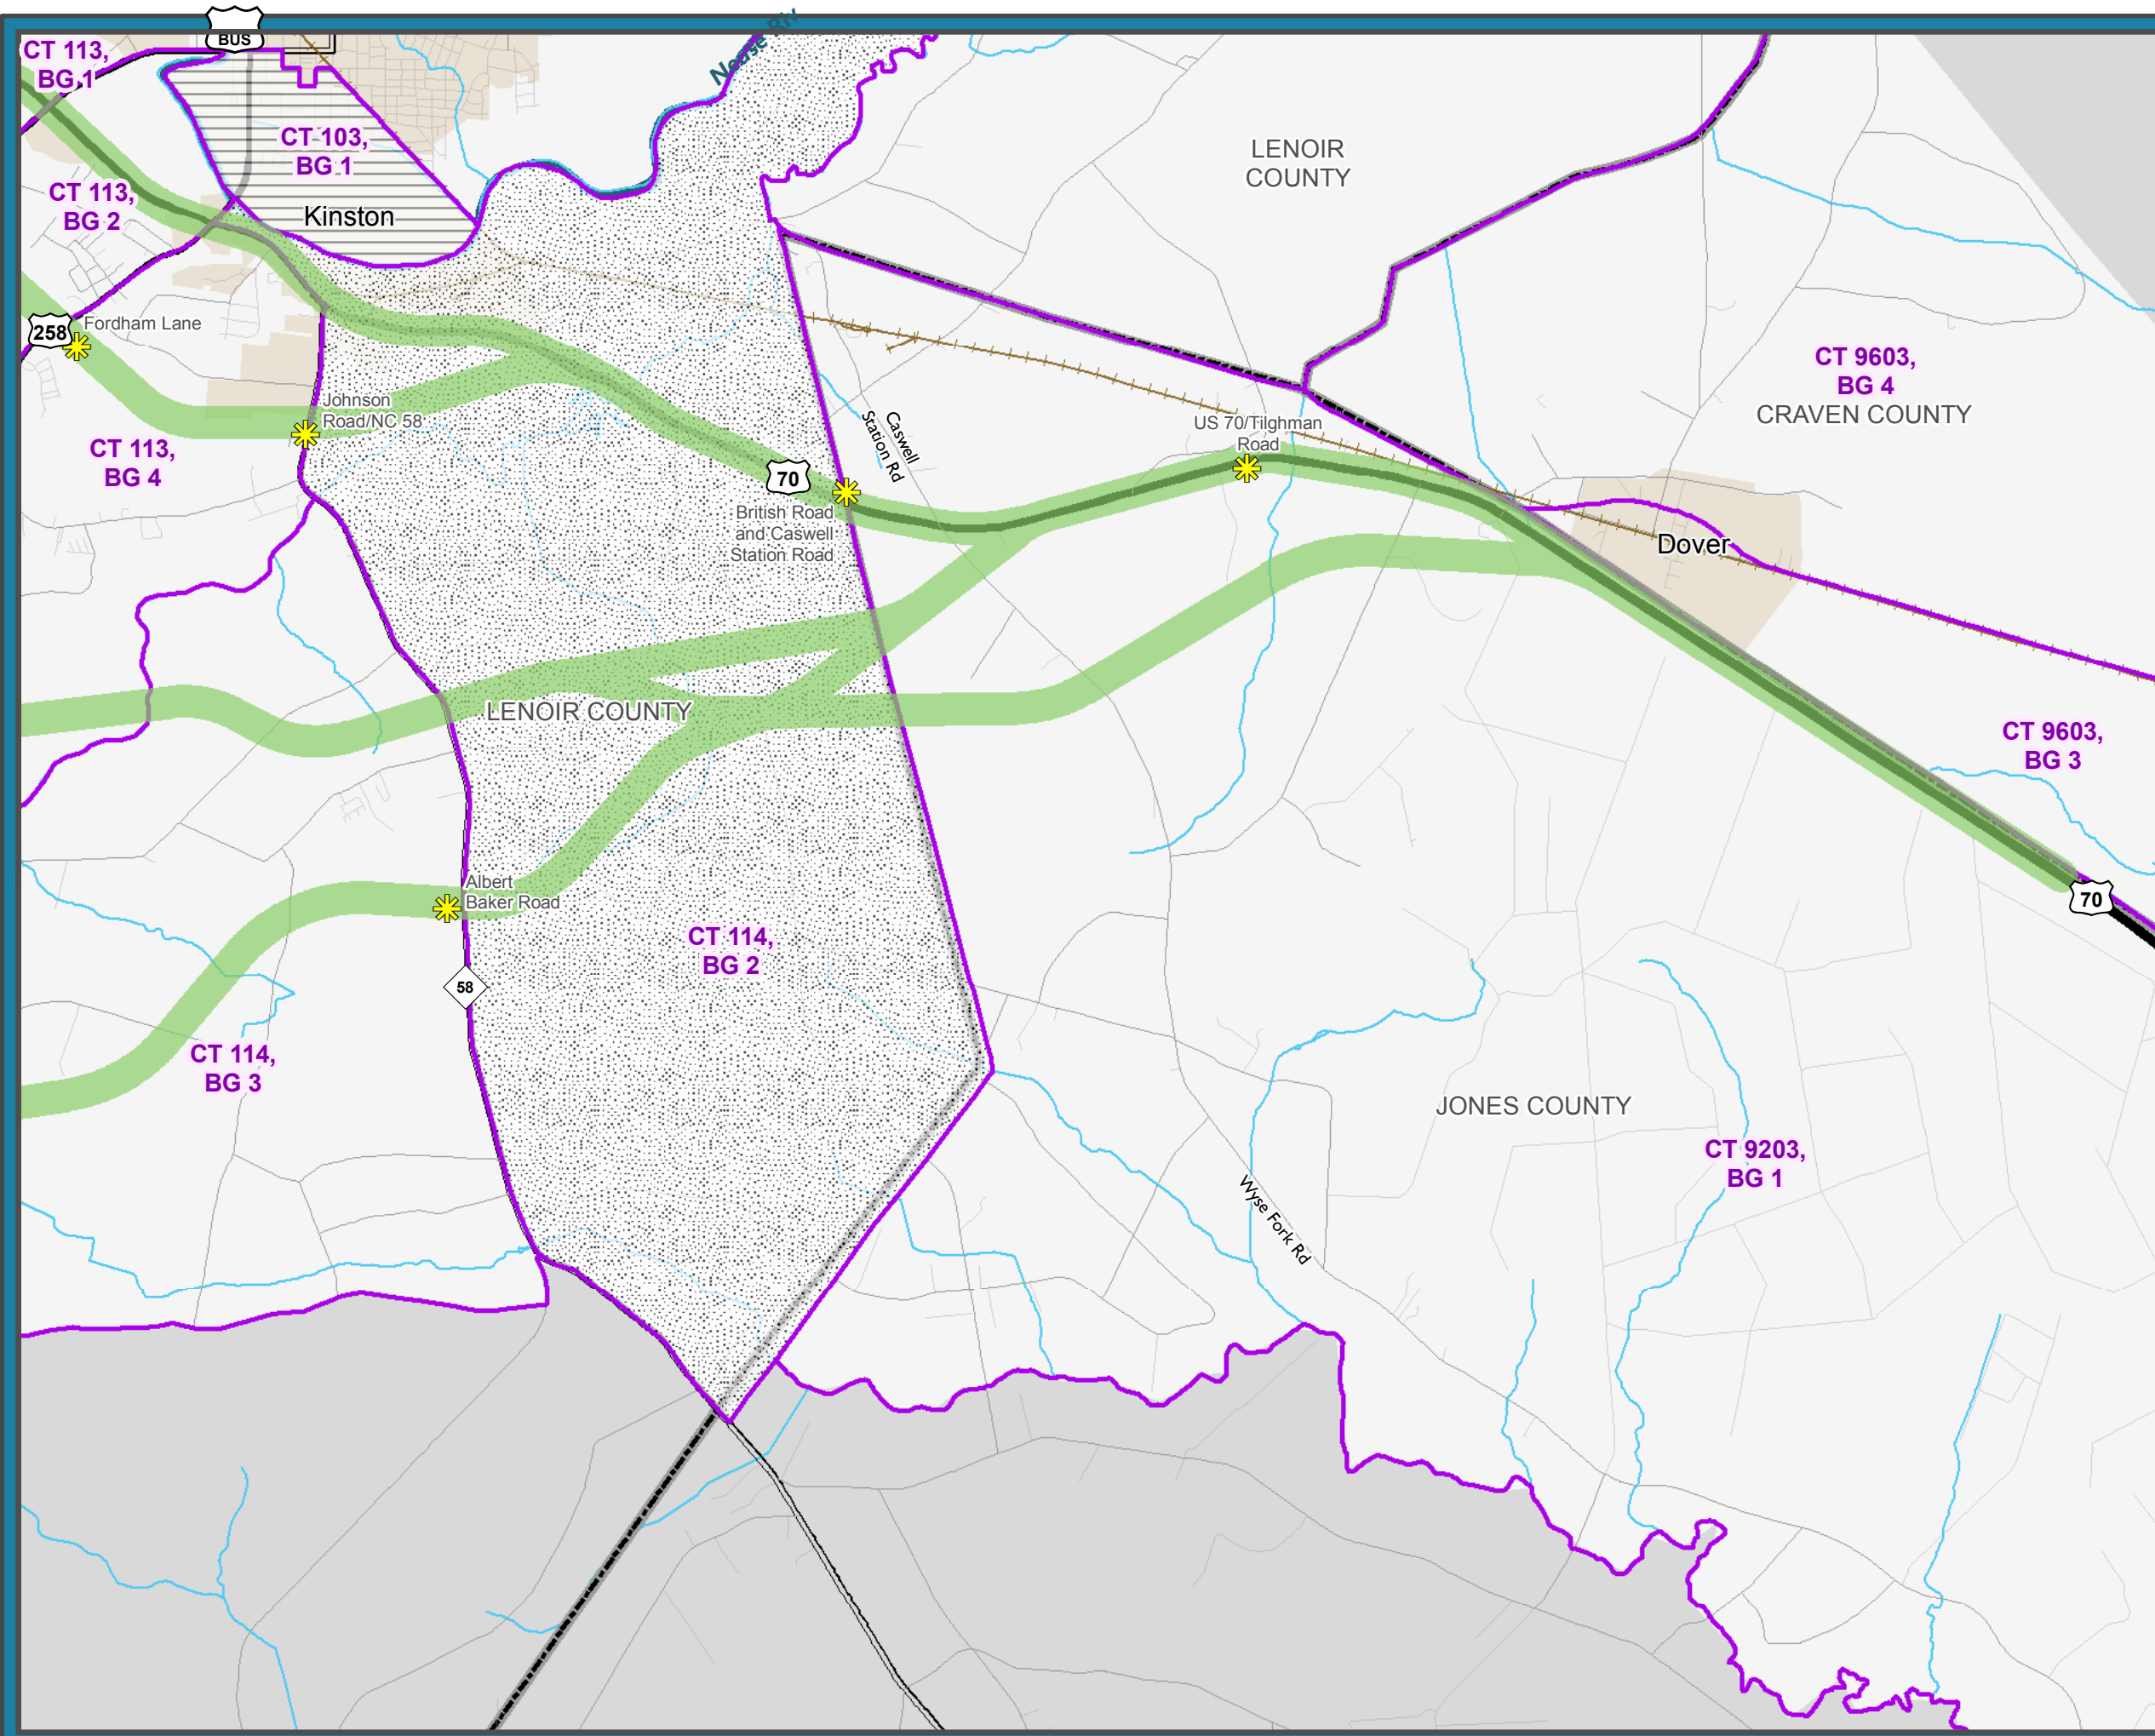 BUS
CT 113,
BG 1
Neuse Riv
CT 103,
BG 1
LENOIR
COUNTY
CT 113,
BG 2
Kinston
258
Fordham Lane
CT 9603,
BG 4
CRAVEN COUNTY
Johnson
Road/NC 58
Caswell
Station Rd
US 70/Tilghman
Road
CT 113,
BG 4
70
British Road
and Caswell
Station Road
Dover
LENOIR COUNTY
CT 9603,
BG 3
Albert
Baker Road
70
CT 114,
BG 2
58
CT 114,
BG 3
JONES COUNTY
CT 9203,
BG 1
Wyse Fork Rd